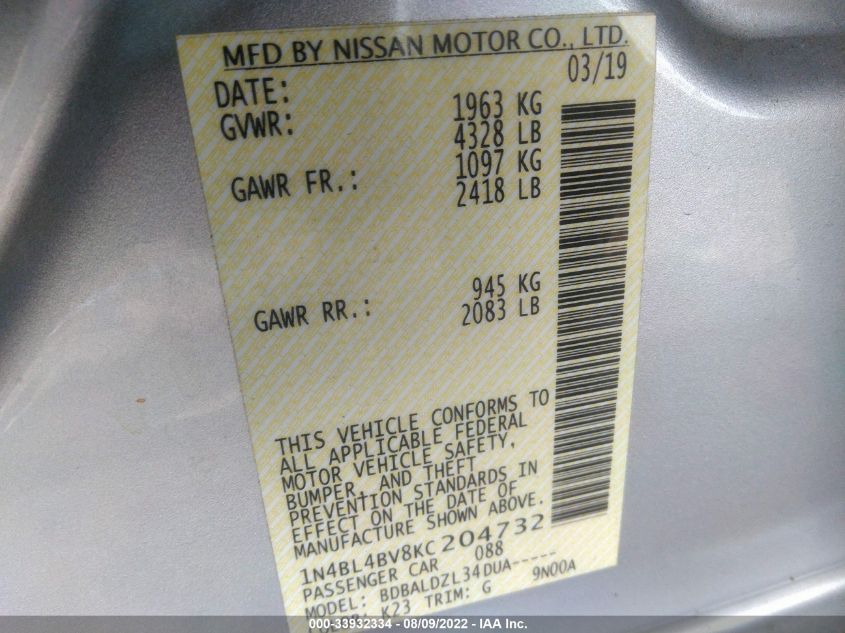 MFD BY NISSAN MOTOR CO., LTD.
DATE: 03/19
GVWR: 1963 KG
4328 LB
GAWR FR.: 1097 KG
2418 LB
GAWR RR.: 945 KG
2083 LB
THIS VEHICLE CONFORMS TO
ALL APPLICABLE FEDERAL
MOTOR VEHICLE SAFETY,
BUMPER, AND THEFT
PREVENTION STANDARDS IN
EFFECT ON THE DATE OF
MANUFACTURE SHOWN ABOVE.
1N4BL4BV8KC204732
PASSENGER CAR 088
MODEL: BDBALDZL34DUA-----
K23 TRIM: G 9N00A
000-33932334 - 08/09/2022 - IAA Inc.